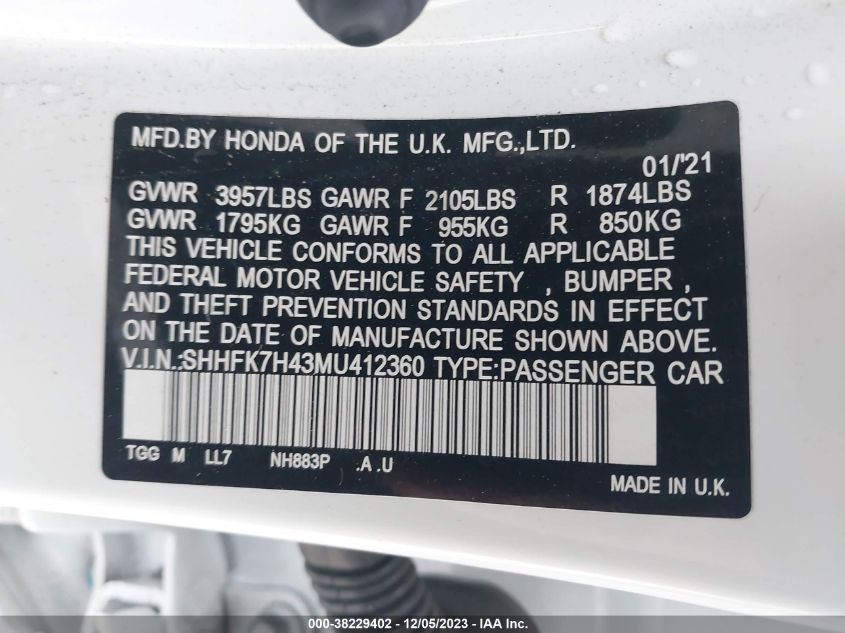 MFD.BY HONDA OF THE U.K. MFG.,LTD.
01/'21
GVWR 3957LBS GAWR F 2105LBS R 1874LBS
GVWR 1795KG GAWR F 955KG R 850KG
THIS VEHICLE CONFORMS TO ALL APPLICABLE
FEDERAL MOTOR VEHICLE SAFETY , BUMPER ,
AND THEFT PREVENTION STANDARDS IN EFFECT
ON THE DATE OF MANUFACTURE SHOWN ABOVE.
V.I.N.:SHHFK7H43MU412360 TYPE:PASSENGER CAR
TGG M LL7 NH883P .A .U
MADE IN U.K.
000-38229402 - 12/05/2023 - IAA Inc.